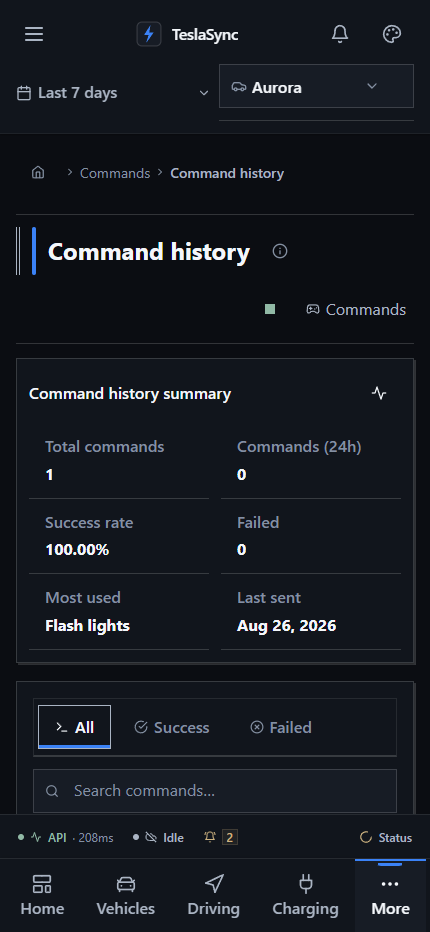 TeslaSync
Last 7 days
Aurora
Commands
Command history
Command history
Commands
Command history summary
Total commands
1
Commands (24h)
0
Success rate
100.00%
Failed
0
Most used
Flash lights
Last sent
Aug 26, 2026
All
Success
Failed
Search commands...
API · 208ms
Idle
2
Status
Home
Vehicles
Driving
Charging
More